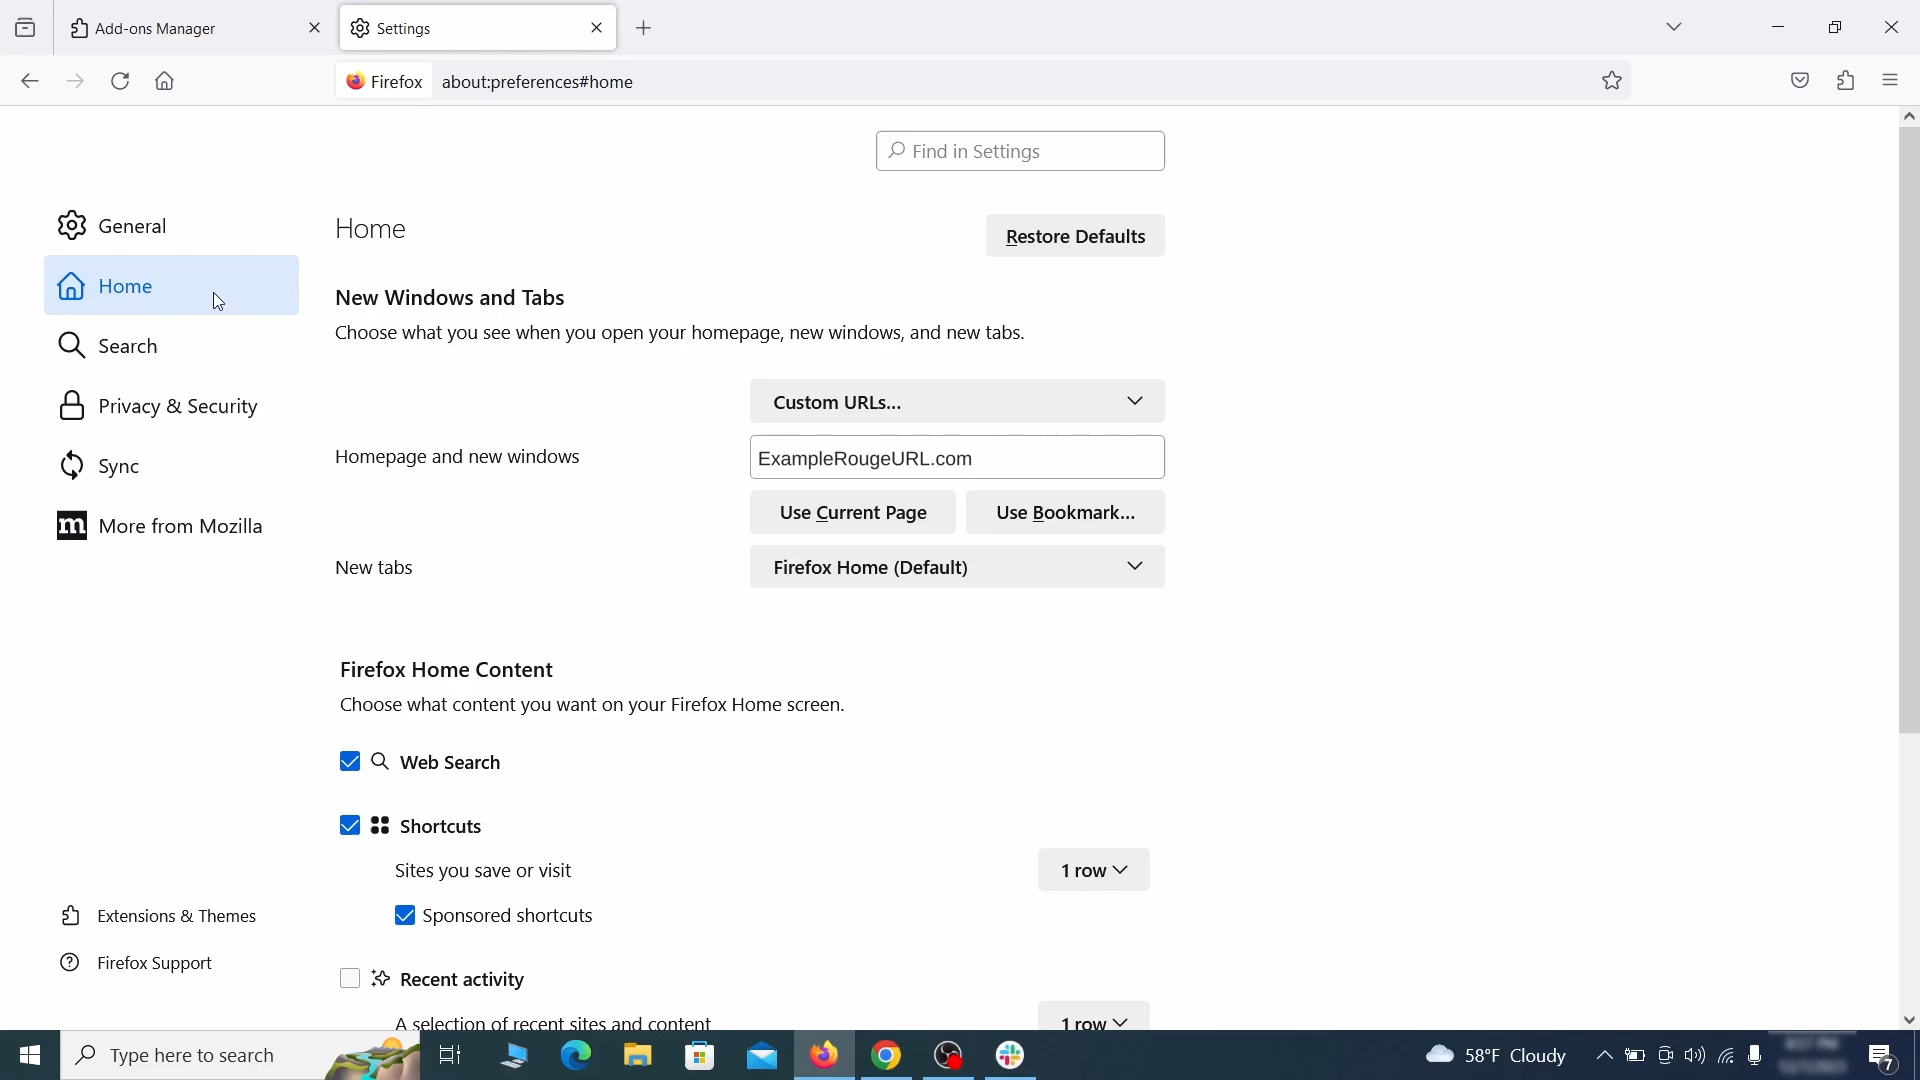 Add-ons Manager
Settings
Firefox
about:preferences#home
Find in Settings
General
Home
Search
Privacy & Security
Sync
More from Mozilla
Extensions & Themes
Firefox Support
Home
Restore Defaults
New Windows and Tabs
Choose what you see when you open your homepage, new windows, and new tabs.
Custom URLs...
Homepage and new windows
ExampleRougeURL.com
Use Current Page
Use Bookmark...
New tabs
Firefox Home (Default)
Firefox Home Content
Choose what content you want on your Firefox Home screen.
Web Search
Shortcuts
Sites you save or visit
1 row
Sponsored shortcuts
Recent activity
A selection of recent sites and content
1 row
Type here to search
58°F Cloudy
7